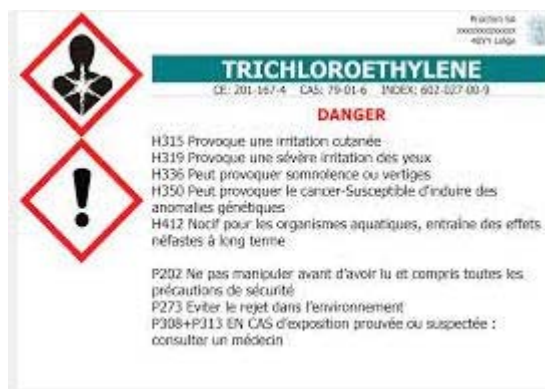 TRICHLOROETHYLENE
CE: 201-167-4 CAS: 79-01-6 INDEX: 602-027-00-9
DANGER
H315 Provoque une irritation cutanée
H319 Provoque une sévère irritation des yeux
H336 Peut provoquer somnolence ou vertiges
H350 Peut provoquer le cancer-Susceptible d'induire des
anomalies génétiques
H412 Nocif pour les organismes aquatiques, entraîne des effets
néfastes à long terme
P202 Ne pas manipuler avant d'avoir lu et compris toutes les
précautions de sécurité
P273 Eviter le rejet dans l'environnement
P308+P313 EN CAS d'exposition prouvée ou suspectée :
consulter un médecin